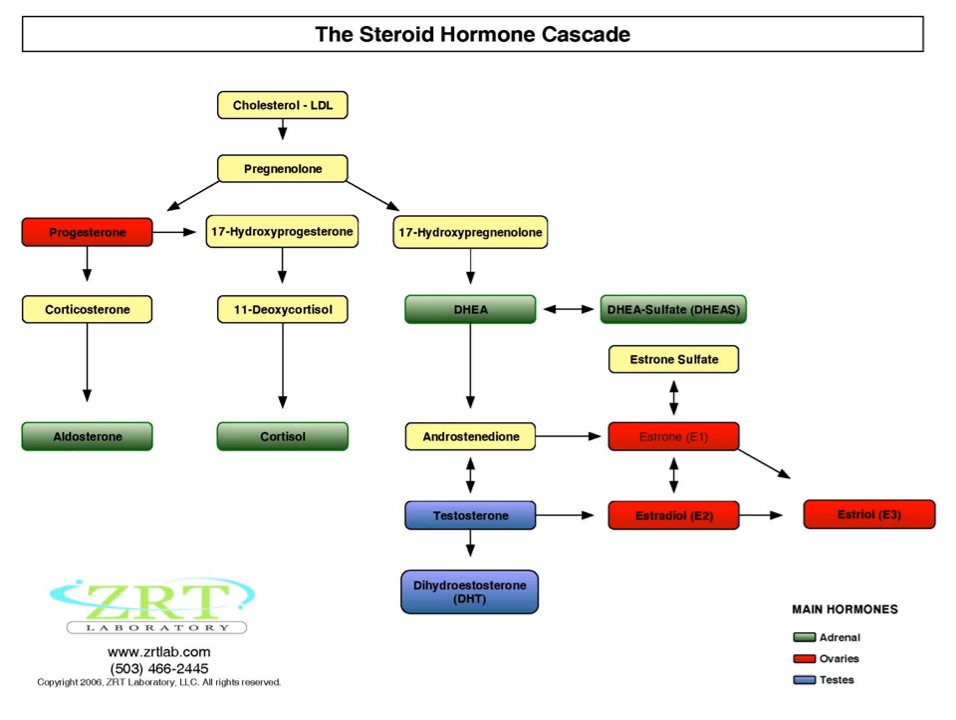 The Steroid Hormone Cascade
Cholesterol - LDL
Pregnenolone
Progesterone
17-Hydroxyprogesterone
17-Hydroxypregnenolone
Corticosterone
11-Deoxycortisol
DHEA
DHEA-Sulfate (DHEAS)
Estrone Sulfate
Aldosterone
Cortisol
Androstenedione
Estrone (E1)
Testosterone
Estradiol (E2)
Estriol (E3)
Dihydroestosterone
(DHT)
ZRT
LABORATORY
www.zrtlab.com
(503) 466-2445
Copyright 2006, ZRT Laboratory, LLC. All rights reserved.
MAIN HORMONES
Adrenal
Ovaries
Testes